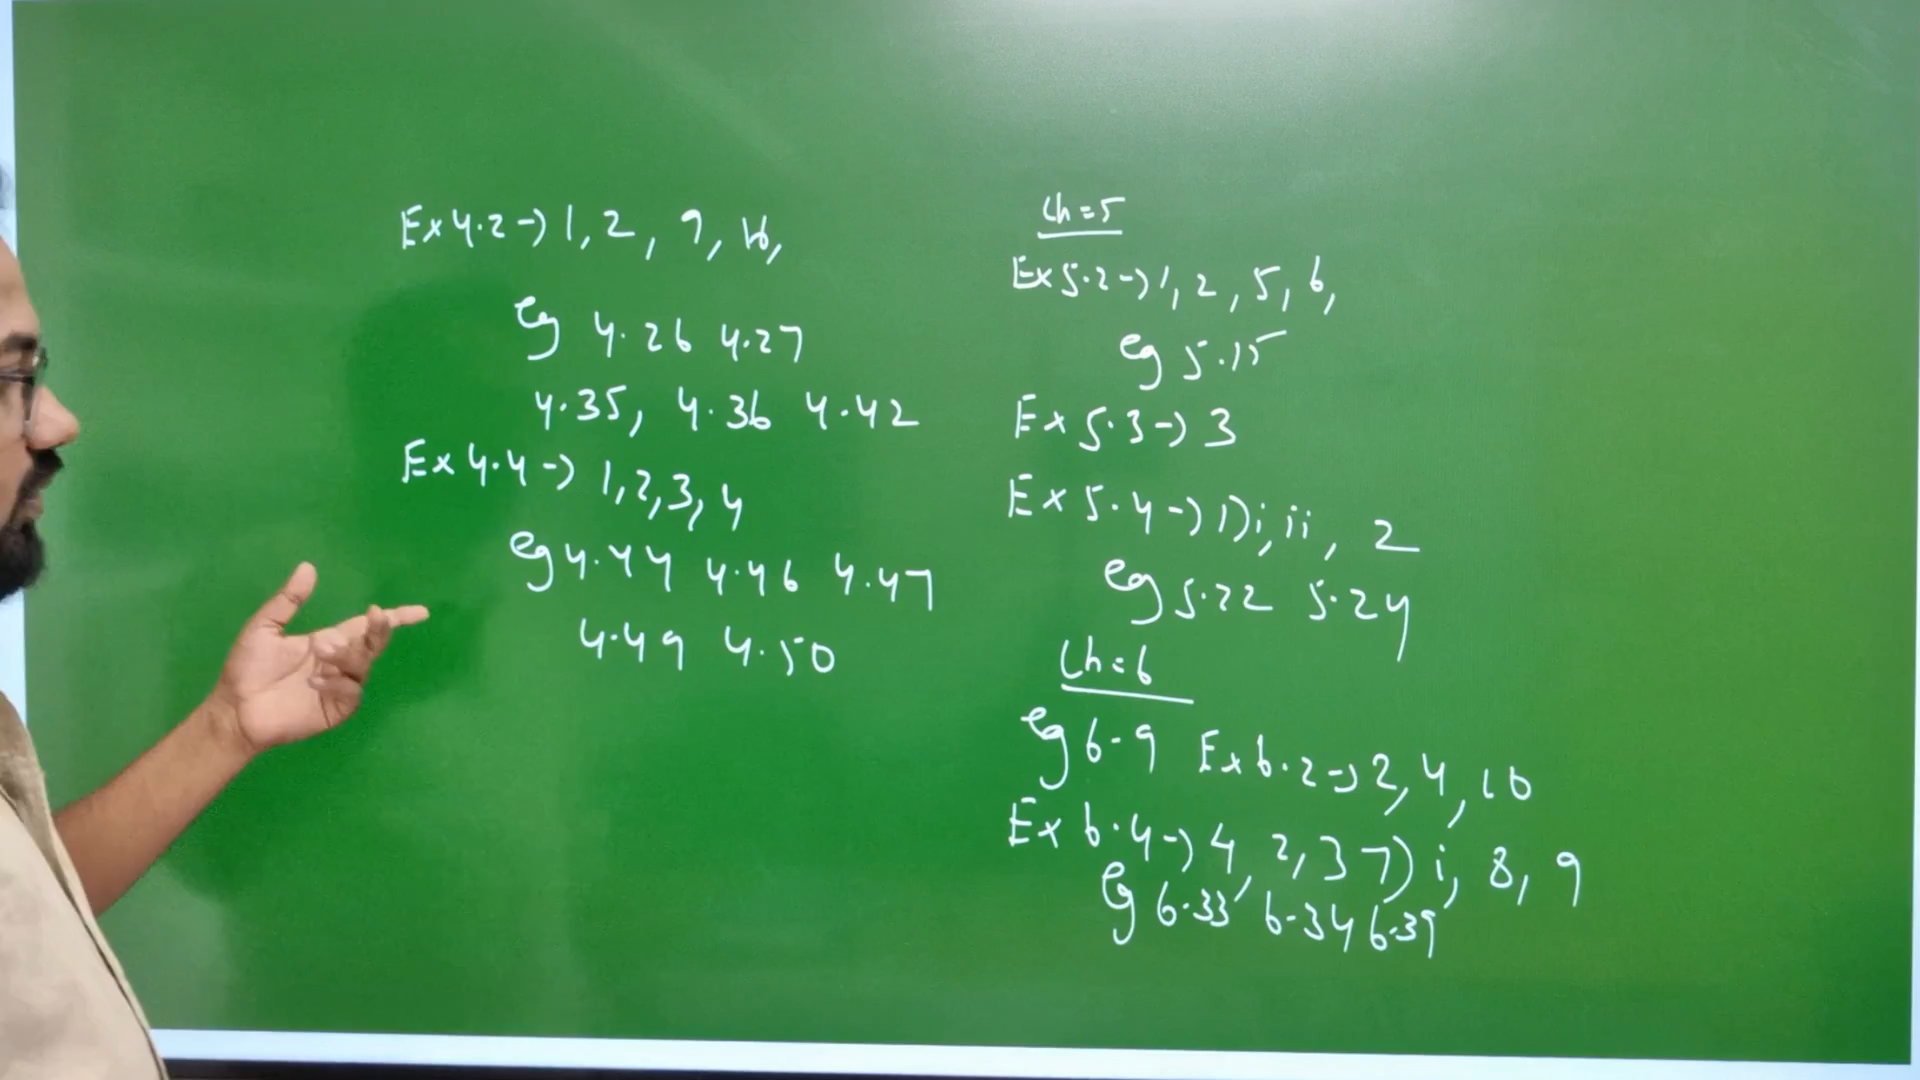 Ex 4.2 → 1, 2, 9, 16,
eg 4.26 4.27
4.35, 4.36 4.42
Ex 4.4 → 1, 2, 3, 4
eg 4.44 4.46 4.47
4.49 4.50
Ch = 5
Ex 5.2 → 1, 2, 5, 6,
eg 5.15
Ex 5.3 → 3
Ex 5.4 → 1) i, ii, 2
eg 5.22 5.24
Ch = 6
eg 6.9 Ex 6.2 → 2, 4, 10
Ex 6.4 → 4, 2, 3 7) i, 8, 9
eg 6.33, 6.34 6.39